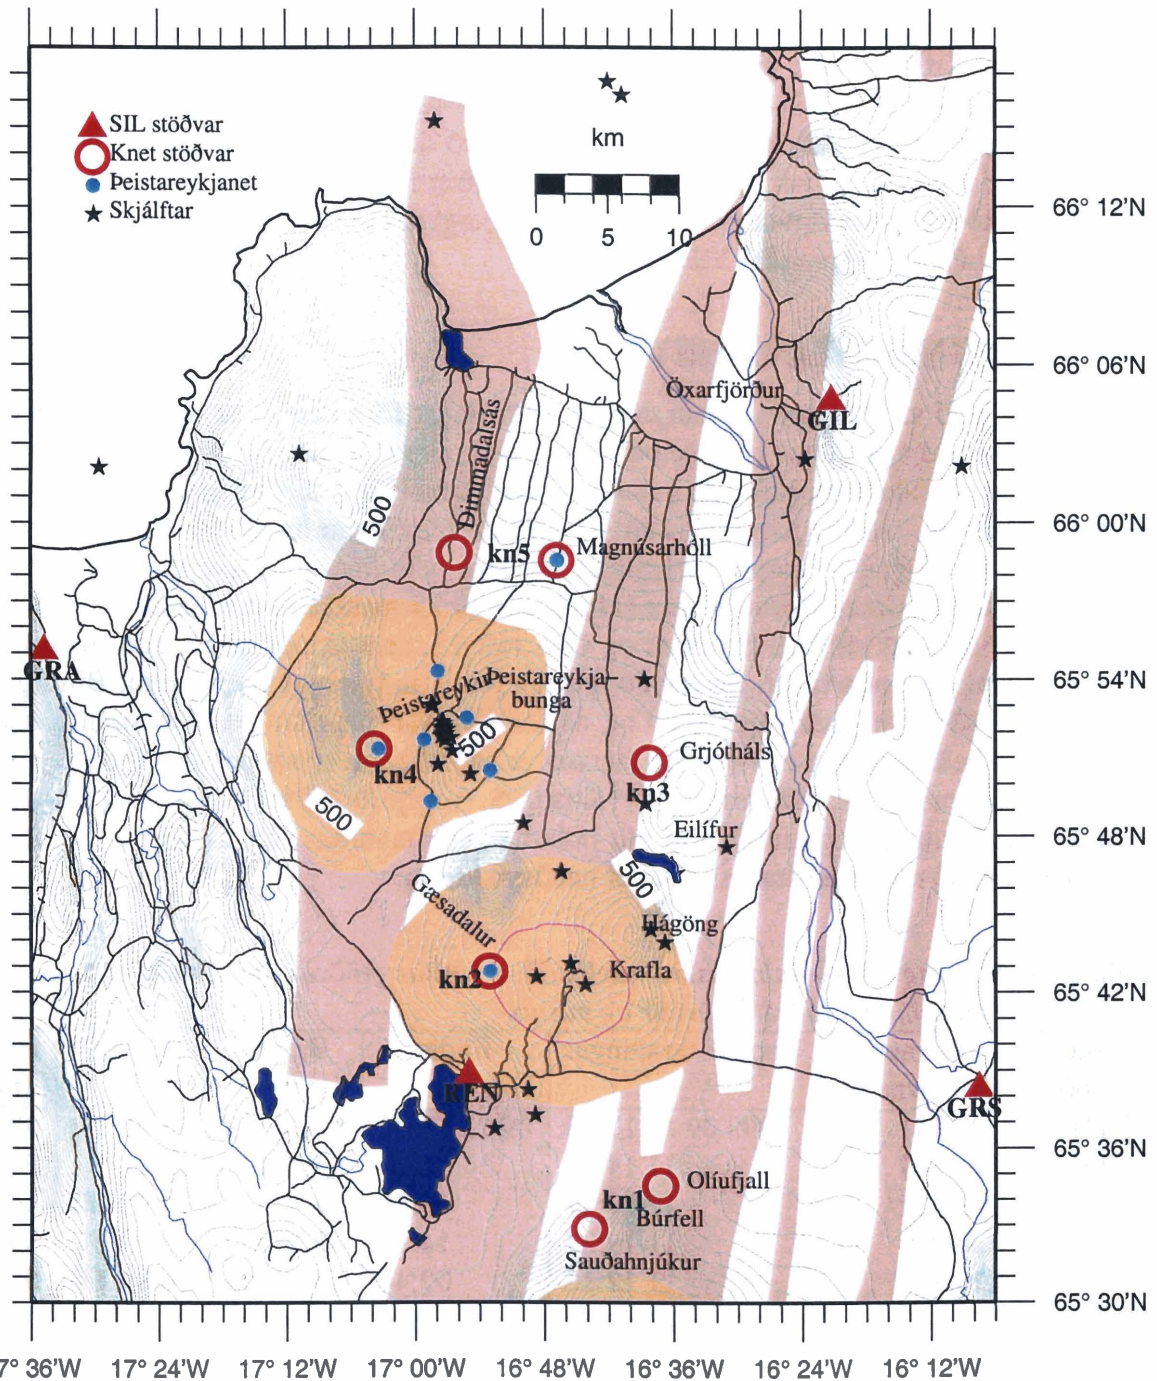 SIL stöðvar
Knet stöðvar
Þeistareykjanet
Skjálftar
km
0 5 10
66° 12'N
66° 06'N
Öxarfjörður
GIL
Dimmadalsás
500
66° 00'N
kn5
Magnúsarhóll
GRA
65° 54'N
Þeistareykir
Þeistareykja-
bunga
500
kn4
Grjótháls
kn3
500
Eilífur
65° 48'N
500
Gæsadalur
Hágöng
kn2
Krafla
65° 42'N
REN
GRS
65° 36'N
Olíufjall
kn1
Búrfell
Sauðahnjúkur
65° 30'N
7° 36'W 17° 24'W 17° 12'W 17° 00'W 16° 48'W 16° 36'W 16° 24'W 16° 12'W